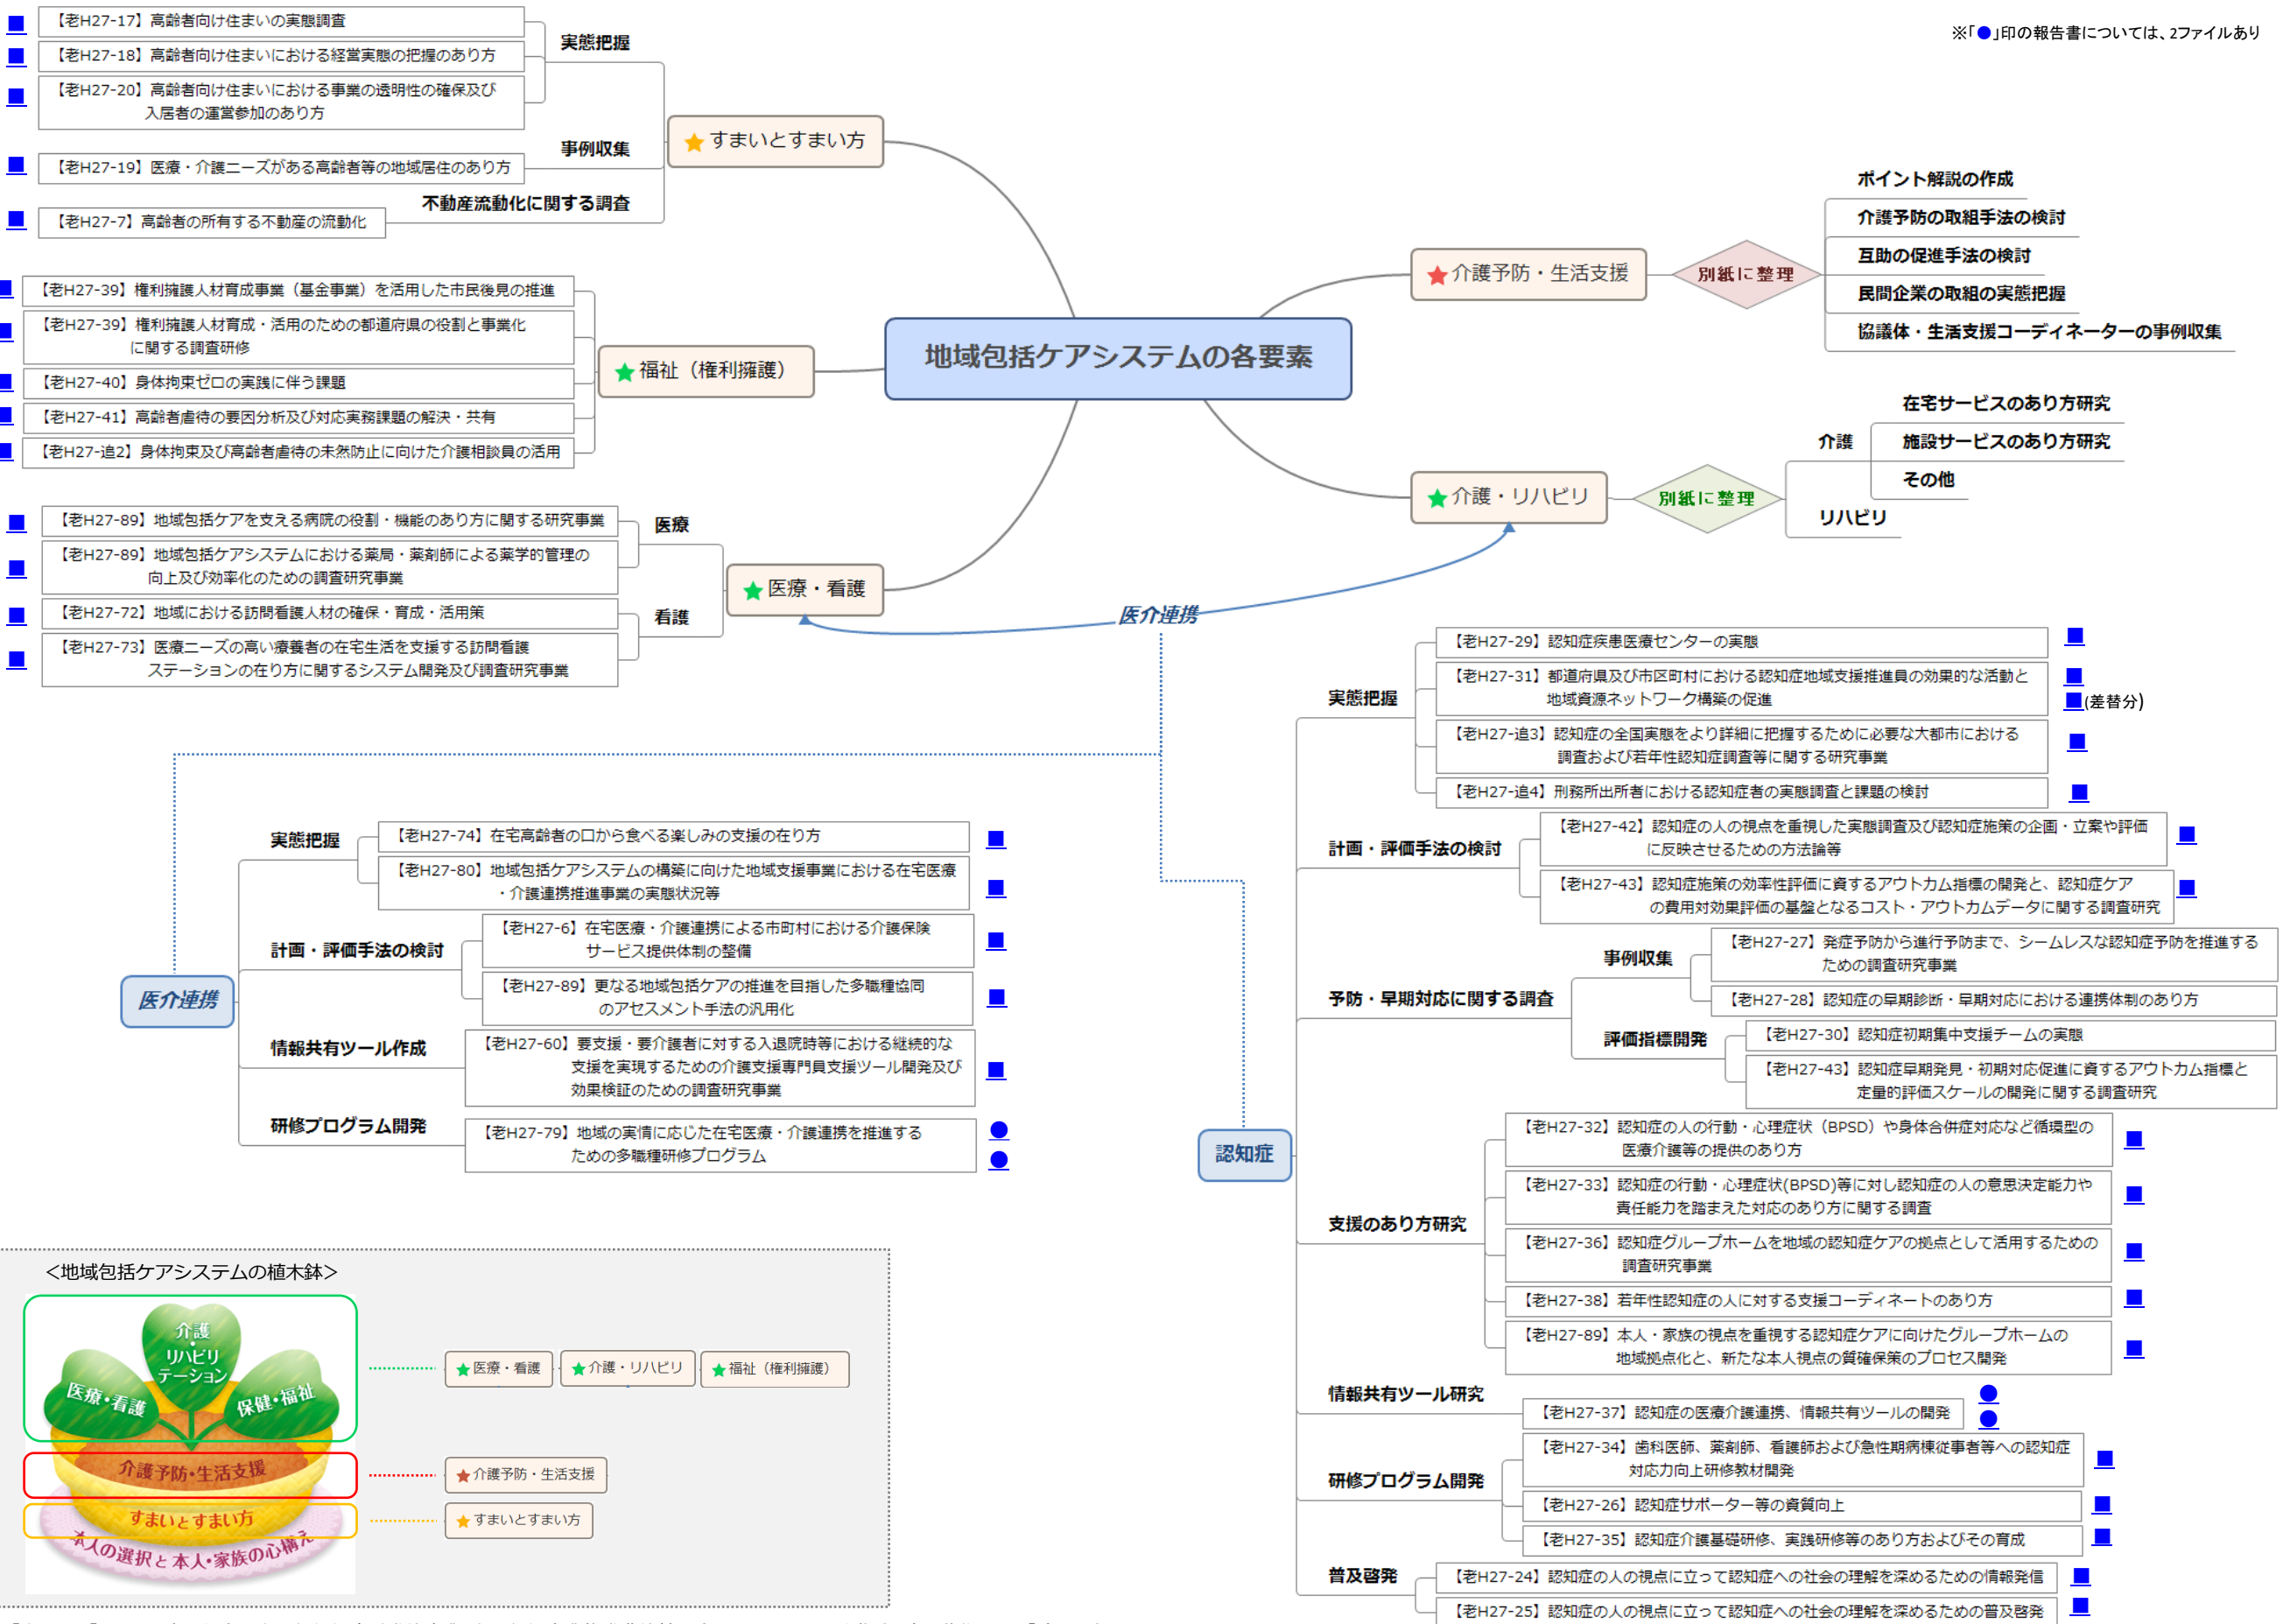 ※「●」印の報告書については、2ファイルあり
地域包括ケアシステムの各要素
すまいとすまい方
実態把握
【老H27-17】高齢者向け住まいの実態調査
【老H27-18】高齢者向け住まいにおける経営実態の把握のあり方
【老H27-20】高齢者向け住まいにおける事業の透明性の確保及び
入居者の運営参加のあり方
事例収集
【老H27-19】医療・介護ニーズがある高齢者等の地域居住のあり方
不動産流動化に関する調査
【老H27-7】高齢者の所有する不動産の流動化
福祉（権利擁護）
【老H27-39】権利擁護人材育成事業（基金事業）を活用した市民後見の推進
【老H27-39】権利擁護人材育成・活用のための都道府県の役割と事業化
に関する調査研修
【老H27-40】身体拘束ゼロの実践に伴う課題
【老H27-41】高齢者虐待の要因分析及び対応実務課題の解決・共有
【老H27-追2】身体拘束及び高齢者虐待の未然防止に向けた介護相談員の活用
医療・看護
医療
【老H27-89】地域包括ケアを支える病院の役割・機能のあり方に関する研究事業
【老H27-89】地域包括ケアシステムにおける薬局・薬剤師による薬学的管理の
向上及び効率化のための調査研究事業
看護
【老H27-72】地域における訪問看護人材の確保・育成・活用策
【老H27-73】医療ニーズの高い療養者の在宅生活を支援する訪問看護
ステーションの在り方に関するシステム開発及び調査研究事業
介護予防・生活支援
別紙に整理
ポイント解説の作成
介護予防の取組手法の検討
互助の促進手法の検討
民間企業の取組の実態把握
協議体・生活支援コーディネーターの事例収集
介護・リハビリ
別紙に整理
介護
在宅サービスのあり方研究
施設サービスのあり方研究
その他
リハビリ
医介連携
医介連携
実態把握
【老H27-74】在宅高齢者の口から食べる楽しみの支援の在り方
【老H27-80】地域包括ケアシステムの構築に向けた地域支援事業における在宅医療
・介護連携推進事業の実態状況等
計画・評価手法の検討
【老H27-6】在宅医療・介護連携による市町村における介護保険
サービス提供体制の整備
【老H27-89】更なる地域包括ケアの推進を目指した多職種協同
のアセスメント手法の汎用化
情報共有ツール作成
【老H27-60】要支援・要介護者に対する入退院時等における継続的な
支援を実現するための介護支援専門員支援ツール開発及び
効果検証のための調査研究事業
研修プログラム開発
【老H27-79】地域の実情に応じた在宅医療・介護連携を推進する
ための多職種研修プログラム
認知症
実態把握
【老H27-29】認知症疾患医療センターの実態
【老H27-31】都道府県及び市区町村における認知症地域支援推進員の効果的な活動と
地域資源ネットワーク構築の促進
(差替分)
【老H27-追3】認知症の全国実態をより詳細に把握するために必要な大都市における
調査および若年性認知症調査等に関する研究事業
【老H27-追4】刑務所出所者における認知症者の実態調査と課題の検討
計画・評価手法の検討
【老H27-42】認知症の人の視点を重視した実態調査及び認知症施策の企画・立案や評価
に反映させるための方法論等
【老H27-43】認知症施策の効率性評価に資するアウトカム指標の開発と、認知症ケア
の費用対効果評価の基盤となるコスト・アウトカムデータに関する調査研究
予防・早期対応に関する調査
事例収集
【老H27-27】発症予防から進行予防まで、シームレスな認知症予防を推進する
ための調査研究事業
【老H27-28】認知症の早期診断・早期対応における連携体制のあり方
評価指標開発
【老H27-30】認知症初期集中支援チームの実態
【老H27-43】認知症早期発見・初期対応促進に資するアウトカム指標と
定量的評価スケールの開発に関する調査研究
支援のあり方研究
【老H27-32】認知症の人の行動・心理症状（BPSD）や身体合併症対応など循環型の
医療介護等の提供のあり方
【老H27-33】認知症の行動・心理症状(BPSD)等に対し認知症の人の意思決定能力や
責任能力を踏まえた対応のあり方に関する調査
【老H27-36】認知症グループホームを地域の認知症ケアの拠点として活用するための
調査研究事業
【老H27-38】若年性認知症の人に対する支援コーディネートのあり方
【老H27-89】本人・家族の視点を重視する認知症ケアに向けたグループホームの
地域拠点化と、新たな本人視点の質確保策のプロセス開発
情報共有ツール研究
【老H27-37】認知症の医療介護連携、情報共有ツールの開発
研修プログラム開発
【老H27-34】歯科医師、薬剤師、看護師および急性期病棟従事者等への認知症
対応力向上研修教材開発
【老H27-26】認知症サポーター等の資質向上
【老H27-35】認知症介護基礎研修、実践研修等のあり方およびその育成
普及啓発
【老H27-24】認知症の人の視点に立って認知症への社会の理解を深めるための情報発信
【老H27-25】認知症の人の視点に立って認知症への社会の理解を深めるための普及啓発
＜地域包括ケアシステムの植木鉢＞
介護
・
リハビリ
テーション
医療・看護
保健・福祉
介護予防・生活支援
すまいとすまい方
本人の選択と本人・家族の心構え
医療・看護
介護・リハビリ
福祉（権利擁護）
介護予防・生活支援
すまいとすまい方